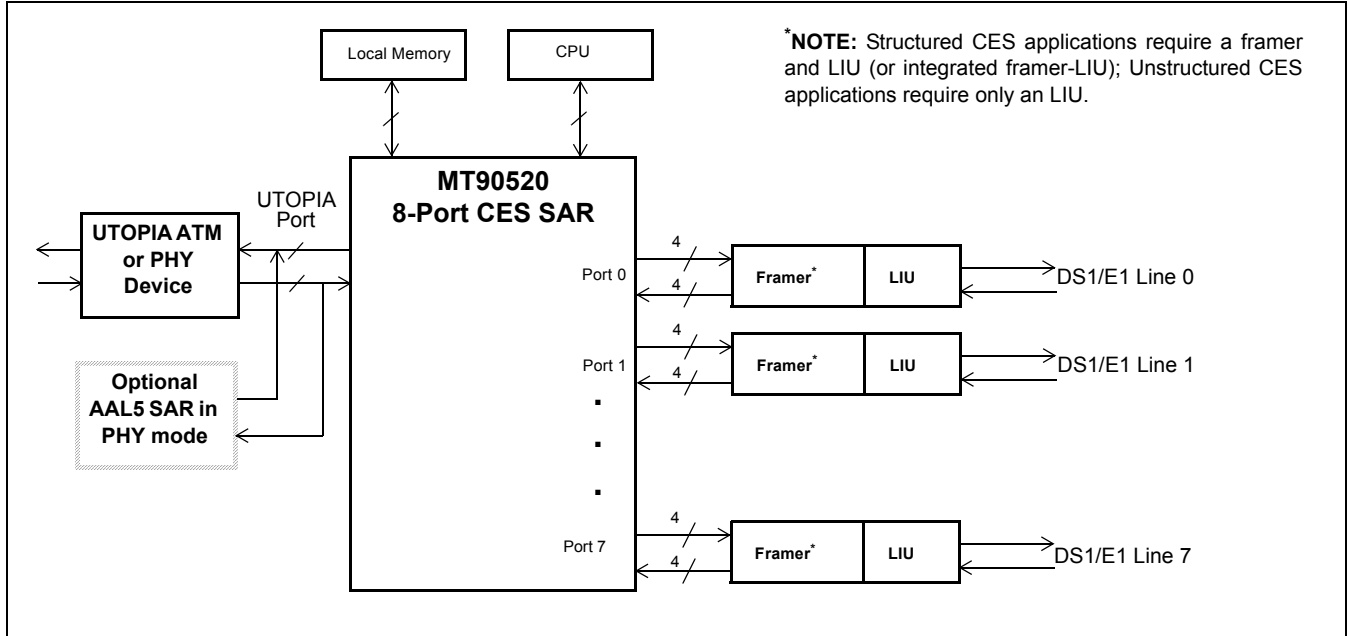 Local Memory
CPU
*NOTE: Structured CES applications require a framer
and LIU (or integrated framer-LIU); Unstructured CES
applications require only an LIU.
MT90520
8-Port CES SAR
UTOPIA
Port
UTOPIA ATM
or PHY
Device
Optional
AAL5 SAR in
PHY mode
Port 0
4
4
Framer*
LIU
DS1/E1 Line 0
Port 1
4
4
Framer*
LIU
DS1/E1 Line 1
.
.
.
Port 7
4
4
Framer*
LIU
DS1/E1 Line 7